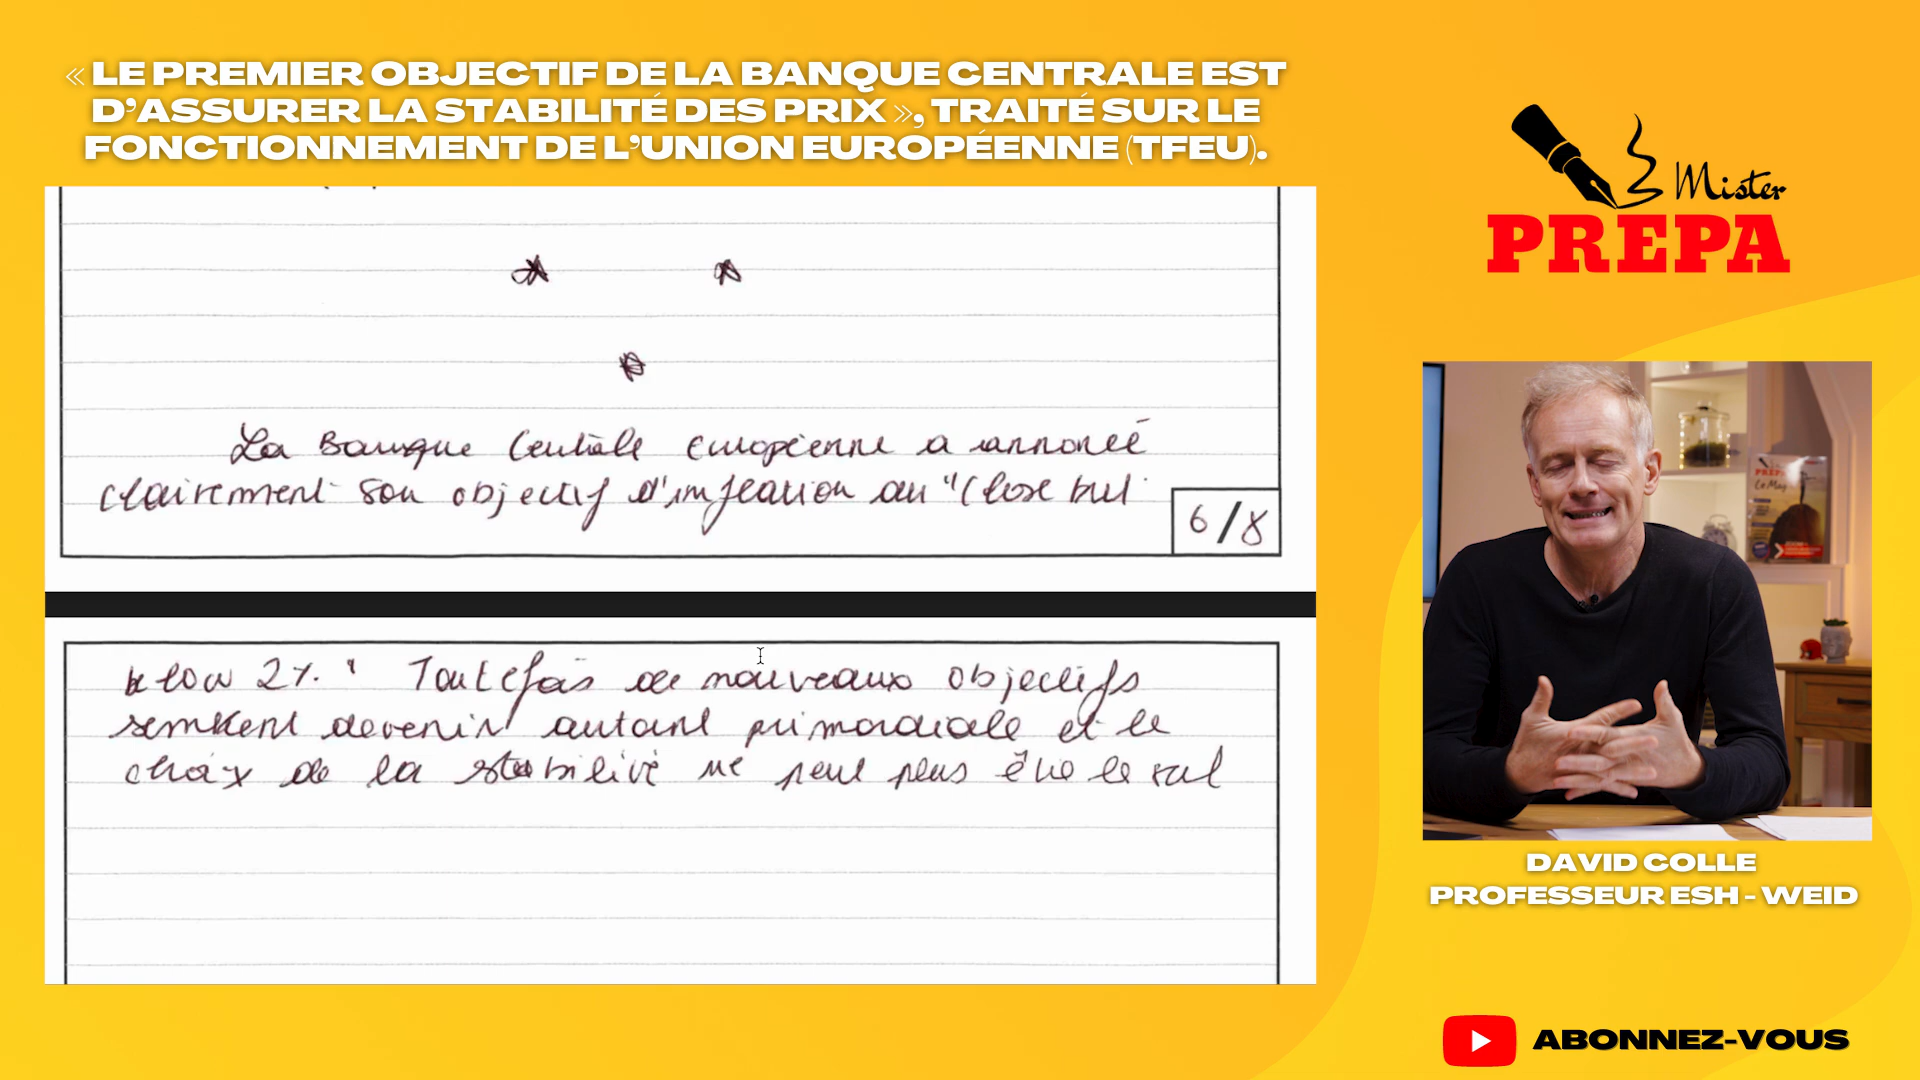 « LE PREMIER OBJECTIF DE LA BANQUE CENTRALE EST
D'ASSURER LA STABILITÉ DES PRIX », TRAITÉ SUR LE
FONCTIONNEMENT DE L'UNION EUROPÉENNE (TFEU).
La Banque Centrale Européenne a annoncé
clairement son objectif d'inflation au "Close but
6/8
below 2%." Toutefois de nouveaux objectifs
semblent devenir autant primordiale et le
choix de la stabilité ne peut plus être le seul
Mister
PREPA
PREPA
Le Mag
DAVID COLLE
PROFESSEUR ESH - WEID
ABONNEZ-VOUS